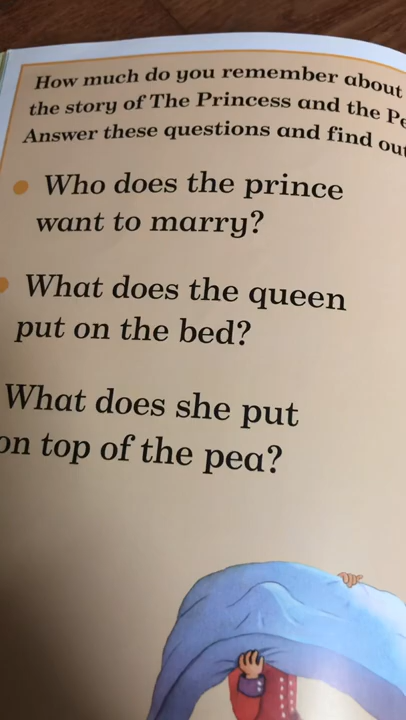 How much do you remember about
the story of The Princess and the
Answer these questions and find
Who does the prince
want to marry?
What does the queen
put on the bed?
What does she put
on top of the pea?